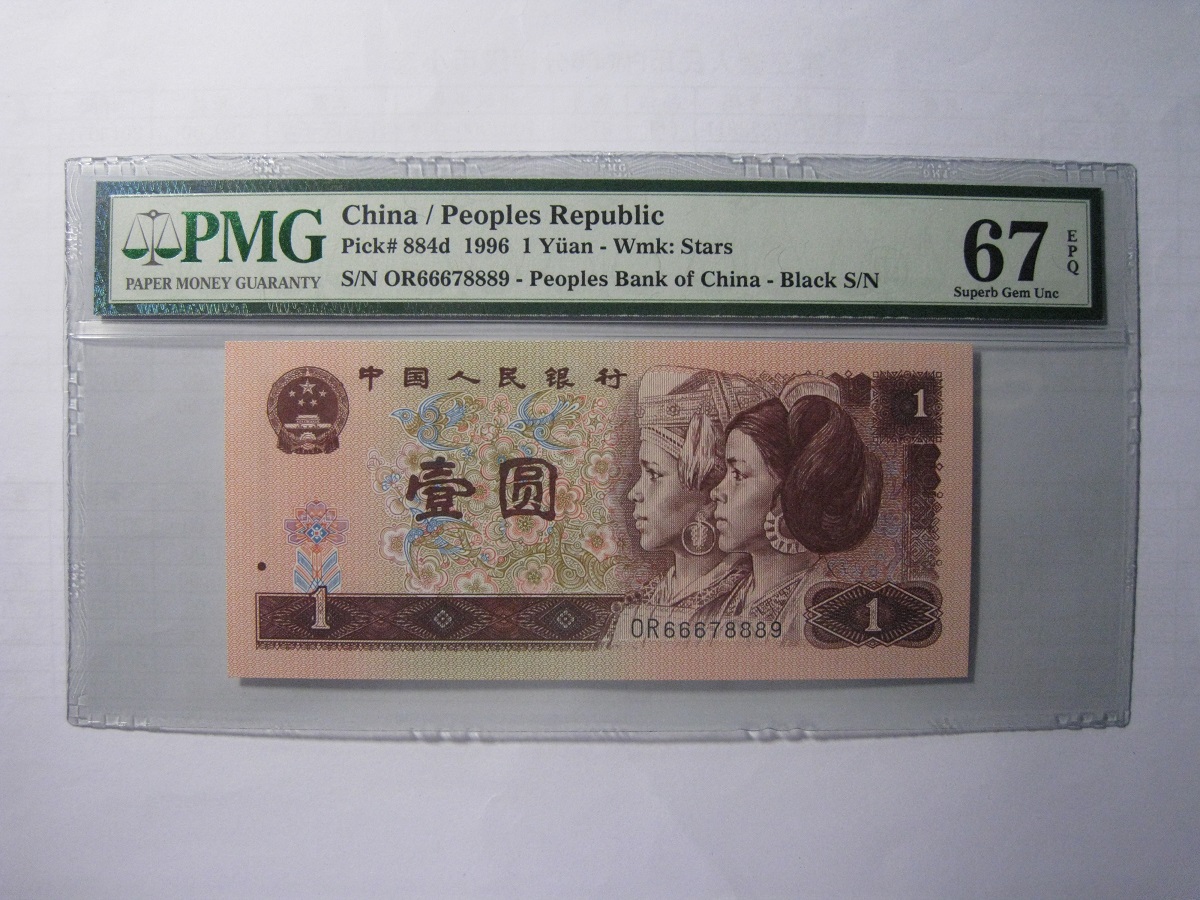 PMG
PAPER MONEY GUARANTY
China / Peoples Republic
Pick# 884d 1996 1 Yüan - Wmk: Stars
S/N OR66678889 - Peoples Bank of China - Black S/N
67
EPQ
Superb Gem Unc
中国人民银行
1
壹圆
1
OR66678889
1